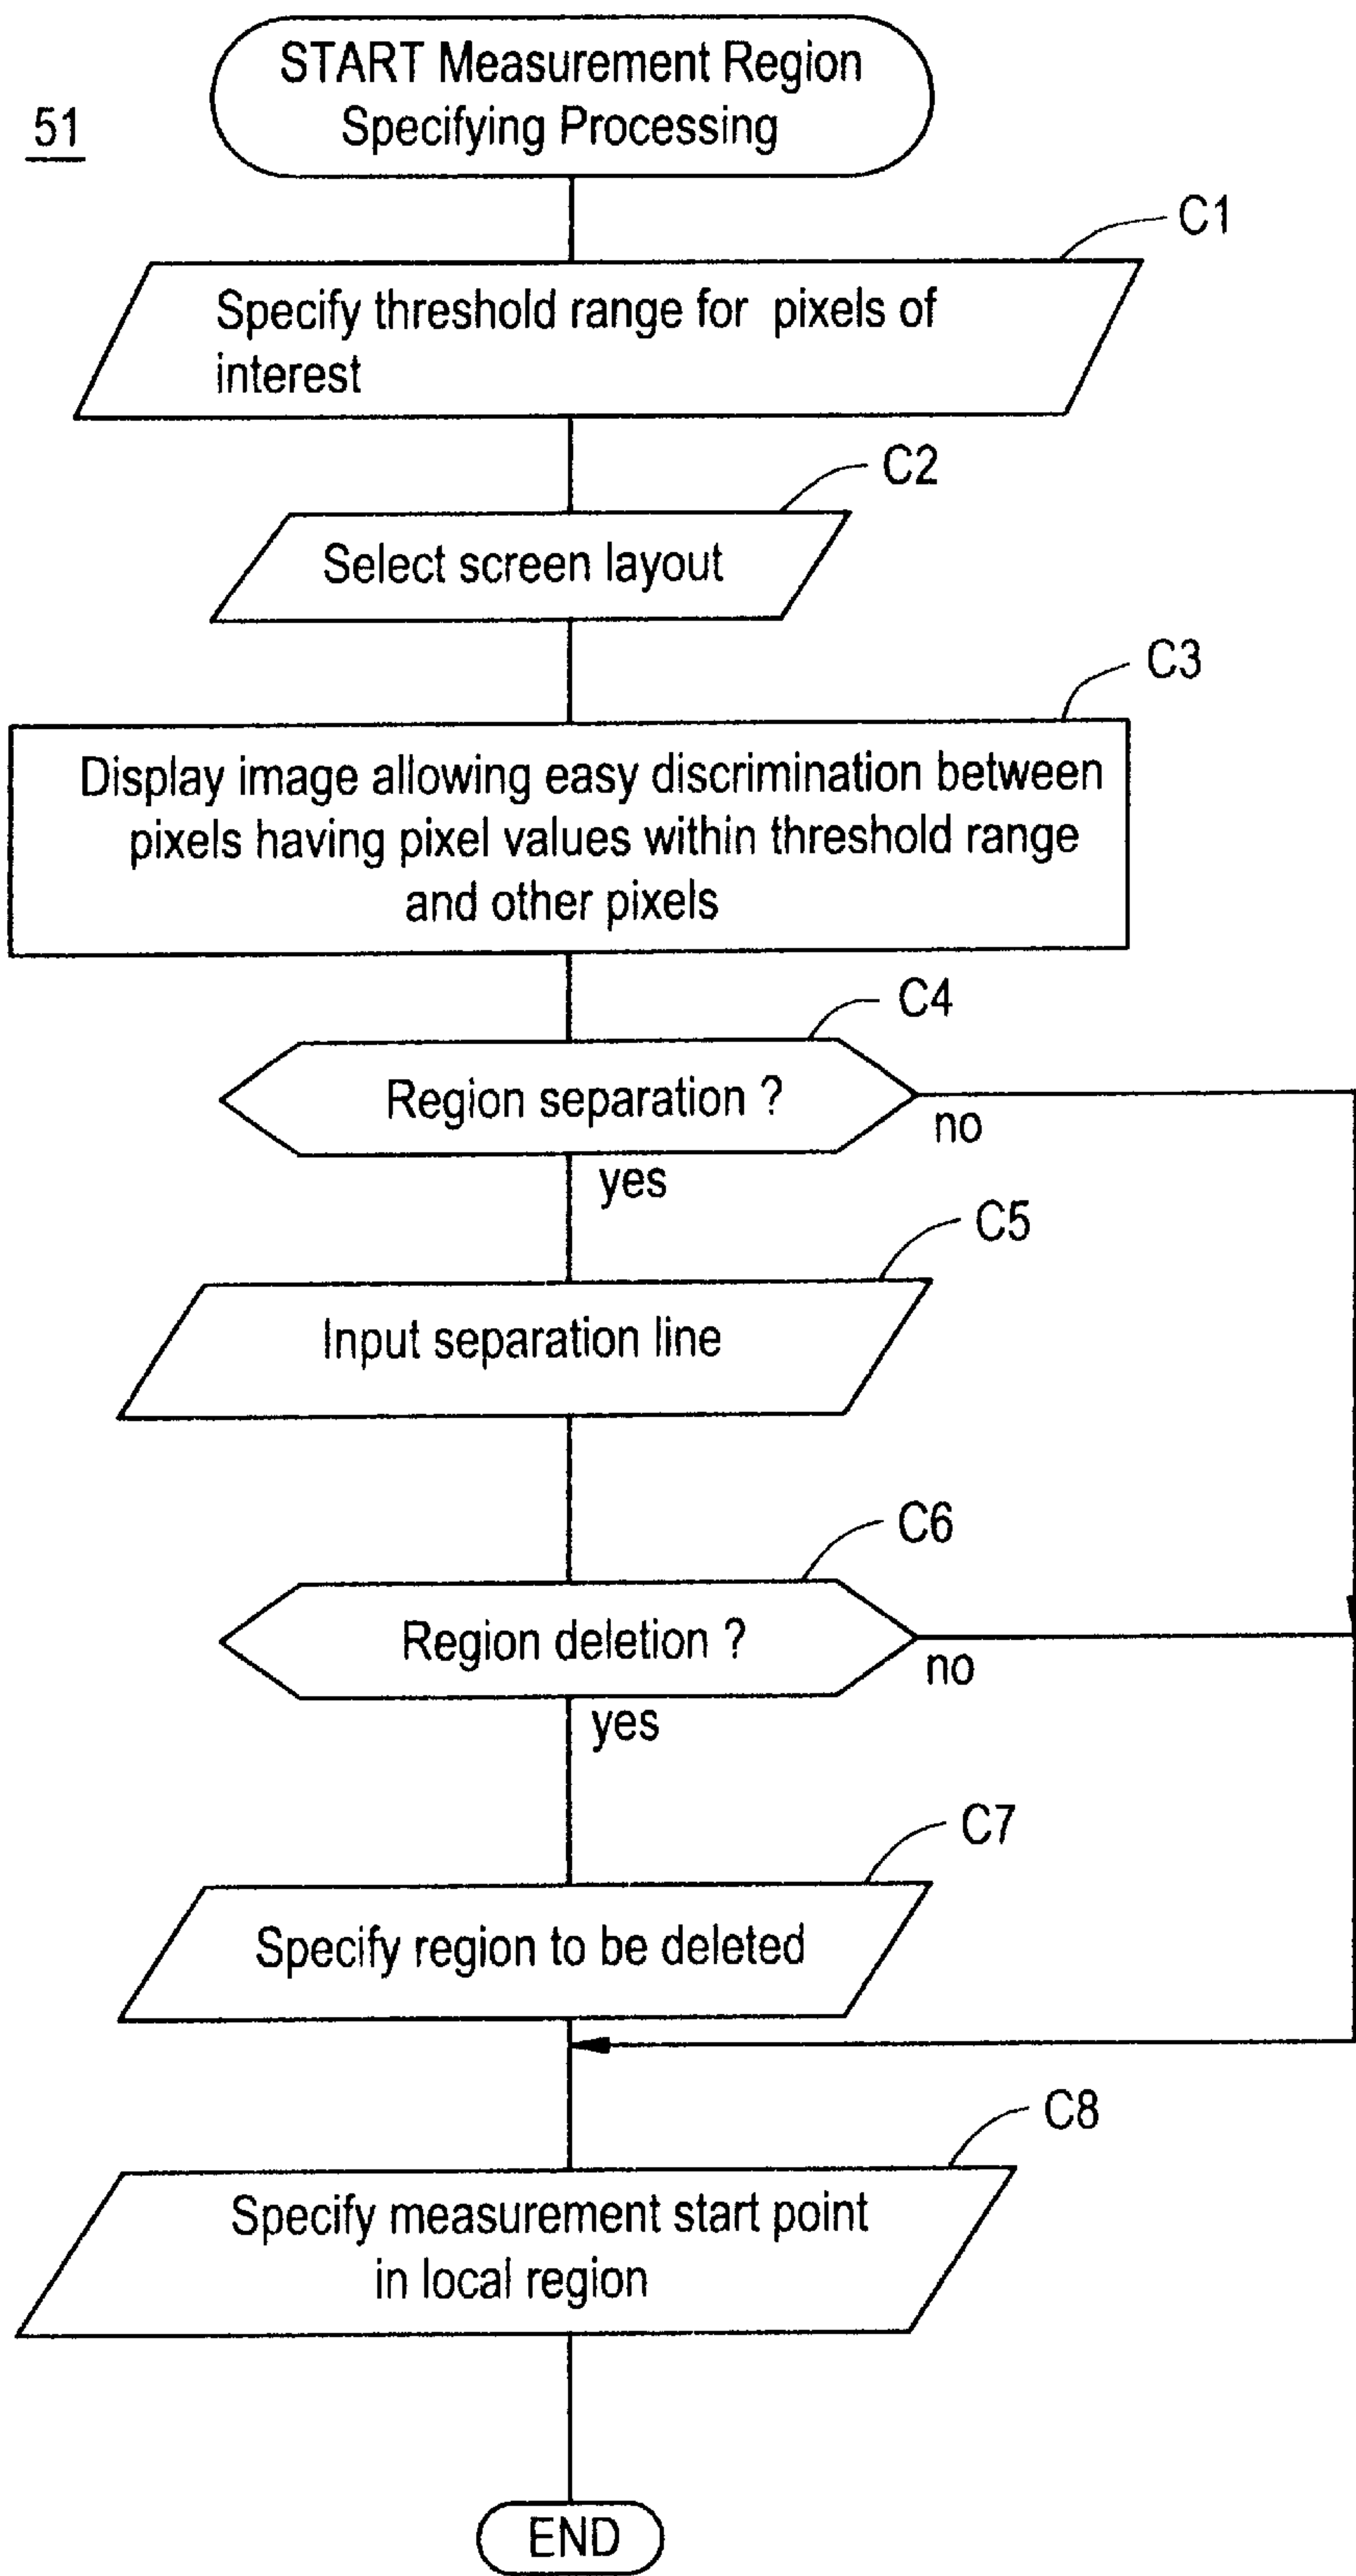 START Measurement Region
Specifying Processing
51
C1
Specify threshold range for pixels of
interest
C2
Select screen layout
C3
Display image allowing easy discrimination between
pixels having pixel values within threshold range
and other pixels
C4
Region separation ?
no
yes
C5
Input separation line
C6
Region deletion ?
no
yes
C7
Specify region to be deleted
C8
Specify measurement start point
in local region
END